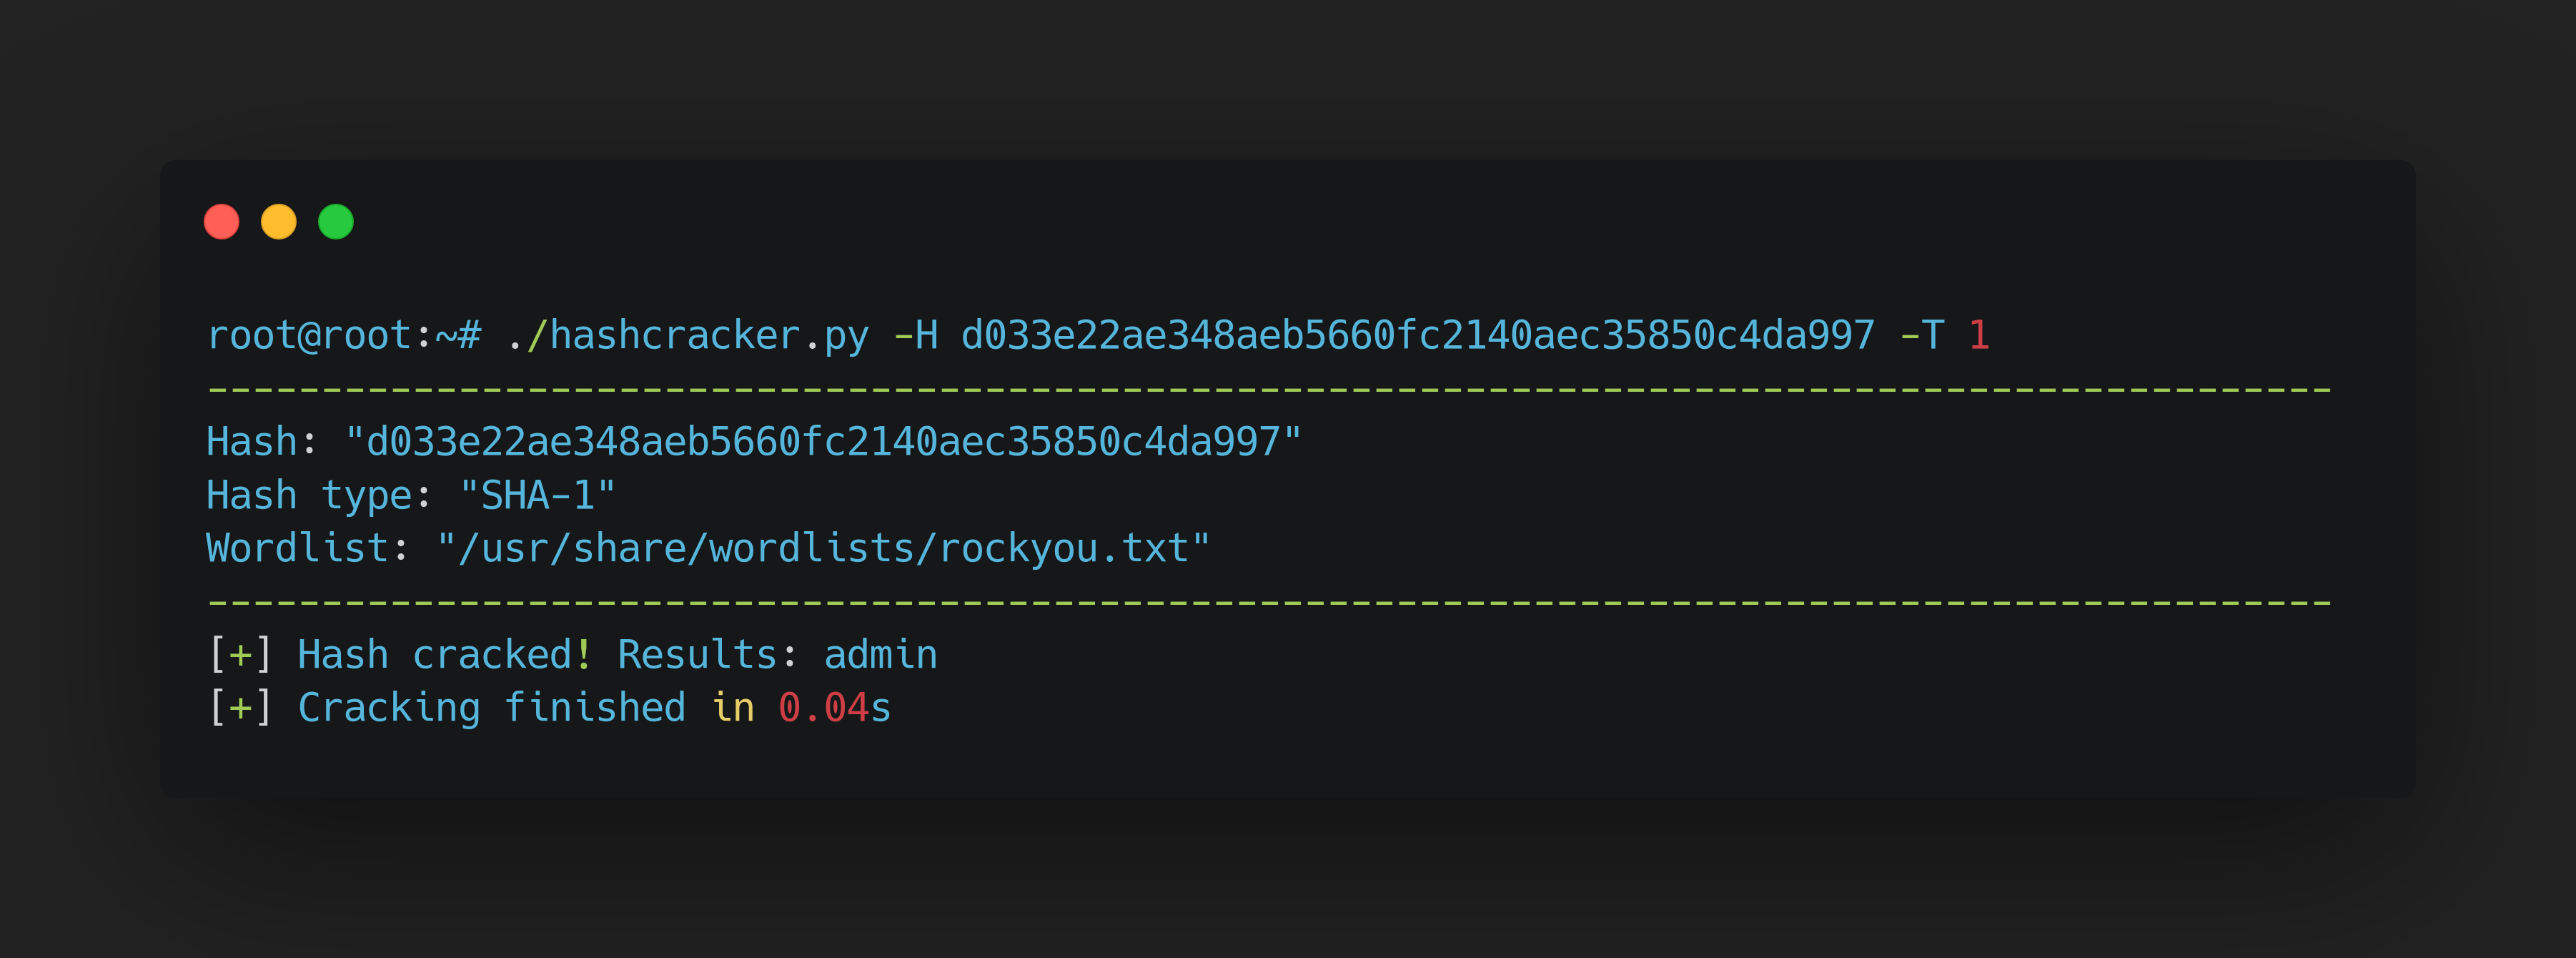 root@root:~# ./hashcracker.py -H d033e22ae348aeb5660fc2140aec35850c4da997 -T 1
---------------------------------------------------------------------------------------------
Hash: "d033e22ae348aeb5660fc2140aec35850c4da997"
Hash type: "SHA-1"
Wordlist: "/usr/share/wordlists/rockyou.txt"
---------------------------------------------------------------------------------------------
[+] Hash cracked! Results: admin
[+] Cracking finished in 0.04s